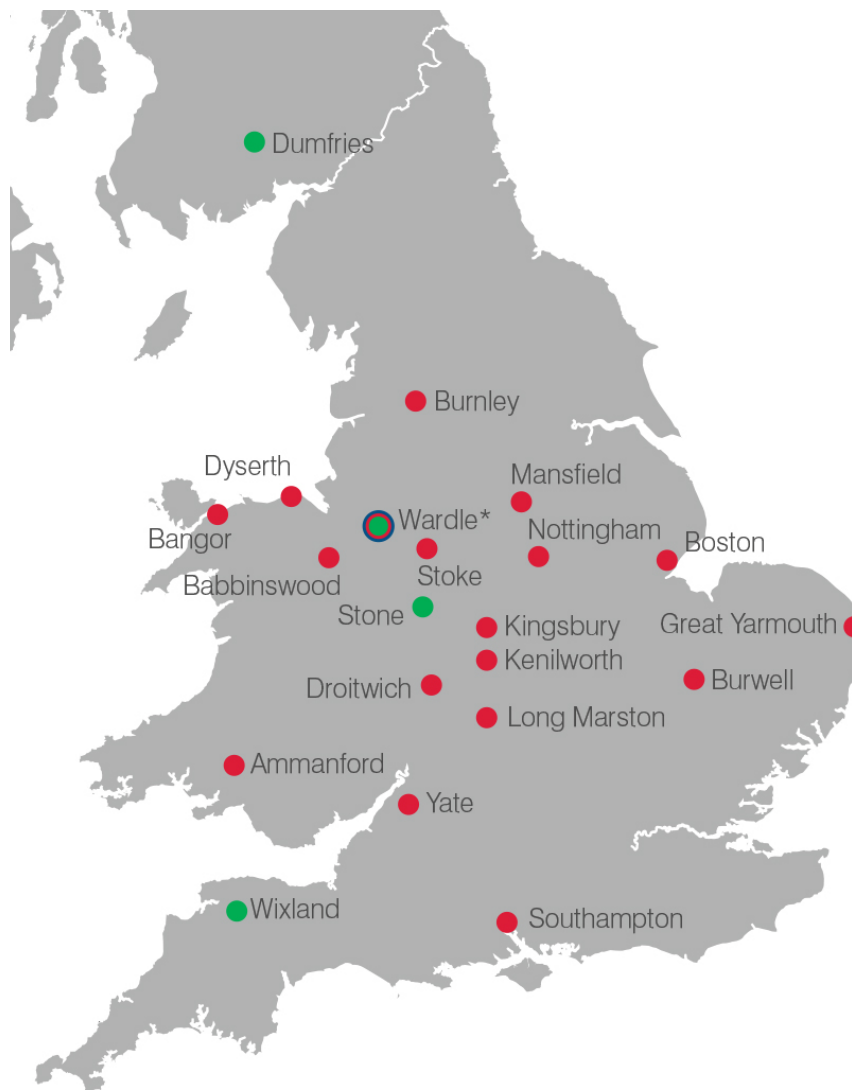 Dumfries
Burnley
Dyserth
Mansfield
Wardle*
Nottingham
Bangor
Boston
Stoke
Babbinswood
Stone
Kingsbury
Great Yarmouth
Kenilworth
Burwell
Droitwich
Long Marston
Ammanford
Yate
Wixland
Southampton